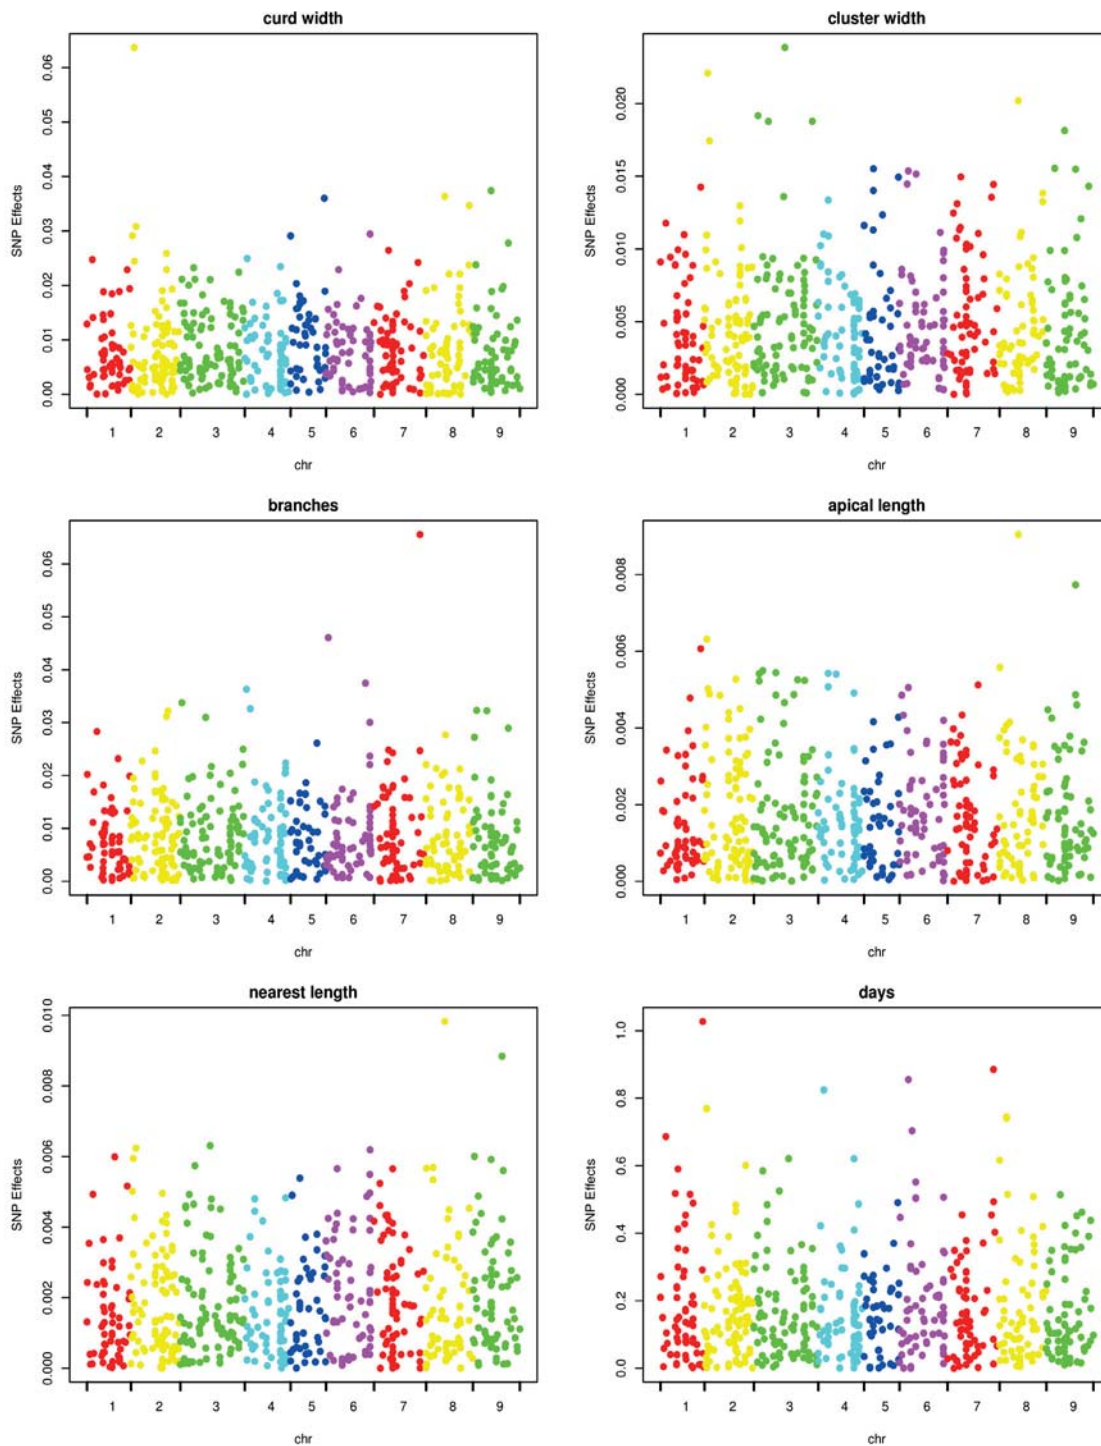 curd width
SNP Effects
0.06
0.05
0.04
0.03
0.02
0.01
0.00
1 2 3 4 5 6 7 8 9
chr
cluster width
SNP Effects
0.020
0.015
0.010
0.005
0.000
1 2 3 4 5 6 7 8 9
chr
branches
SNP Effects
0.06
0.05
0.04
0.03
0.02
0.01
0.00
1 2 3 4 5 6 7 8 9
chr
apical length
SNP Effects
0.008
0.006
0.004
0.002
0.000
1 2 3 4 5 6 7 8 9
chr
nearest length
SNP Effects
0.010
0.008
0.006
0.004
0.002
0.000
1 2 3 4 5 6 7 8 9
chr
days
SNP Effects
1.0
0.8
0.6
0.4
0.2
0.0
1 2 3 4 5 6 7 8 9
chr